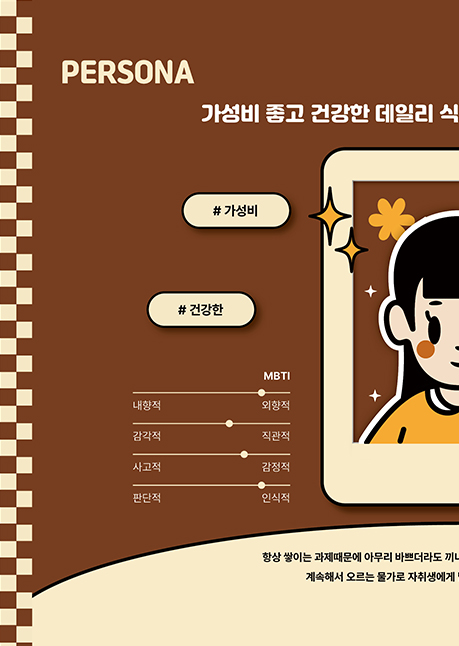 PERSONA
가성비 좋고 건강한 데일리 식
# 가성비
# 건강한
MBTI
내향적 외향적
감각적 직관적
사고적 감정적
판단적 인식적
항상 쌓이는 과제때문에 아무리 바쁘더라도 끼니
계속해서 오르는 물가로 자취생에게